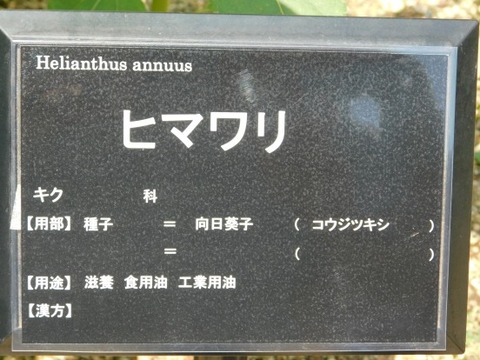 Helianthus annuus
ヒマワリ
キク 科
【用部】 種子 = 向日葵子 ( コウジツキシ )
= ( )
【用途】 滋養 食用油 工業用油
【漢方】